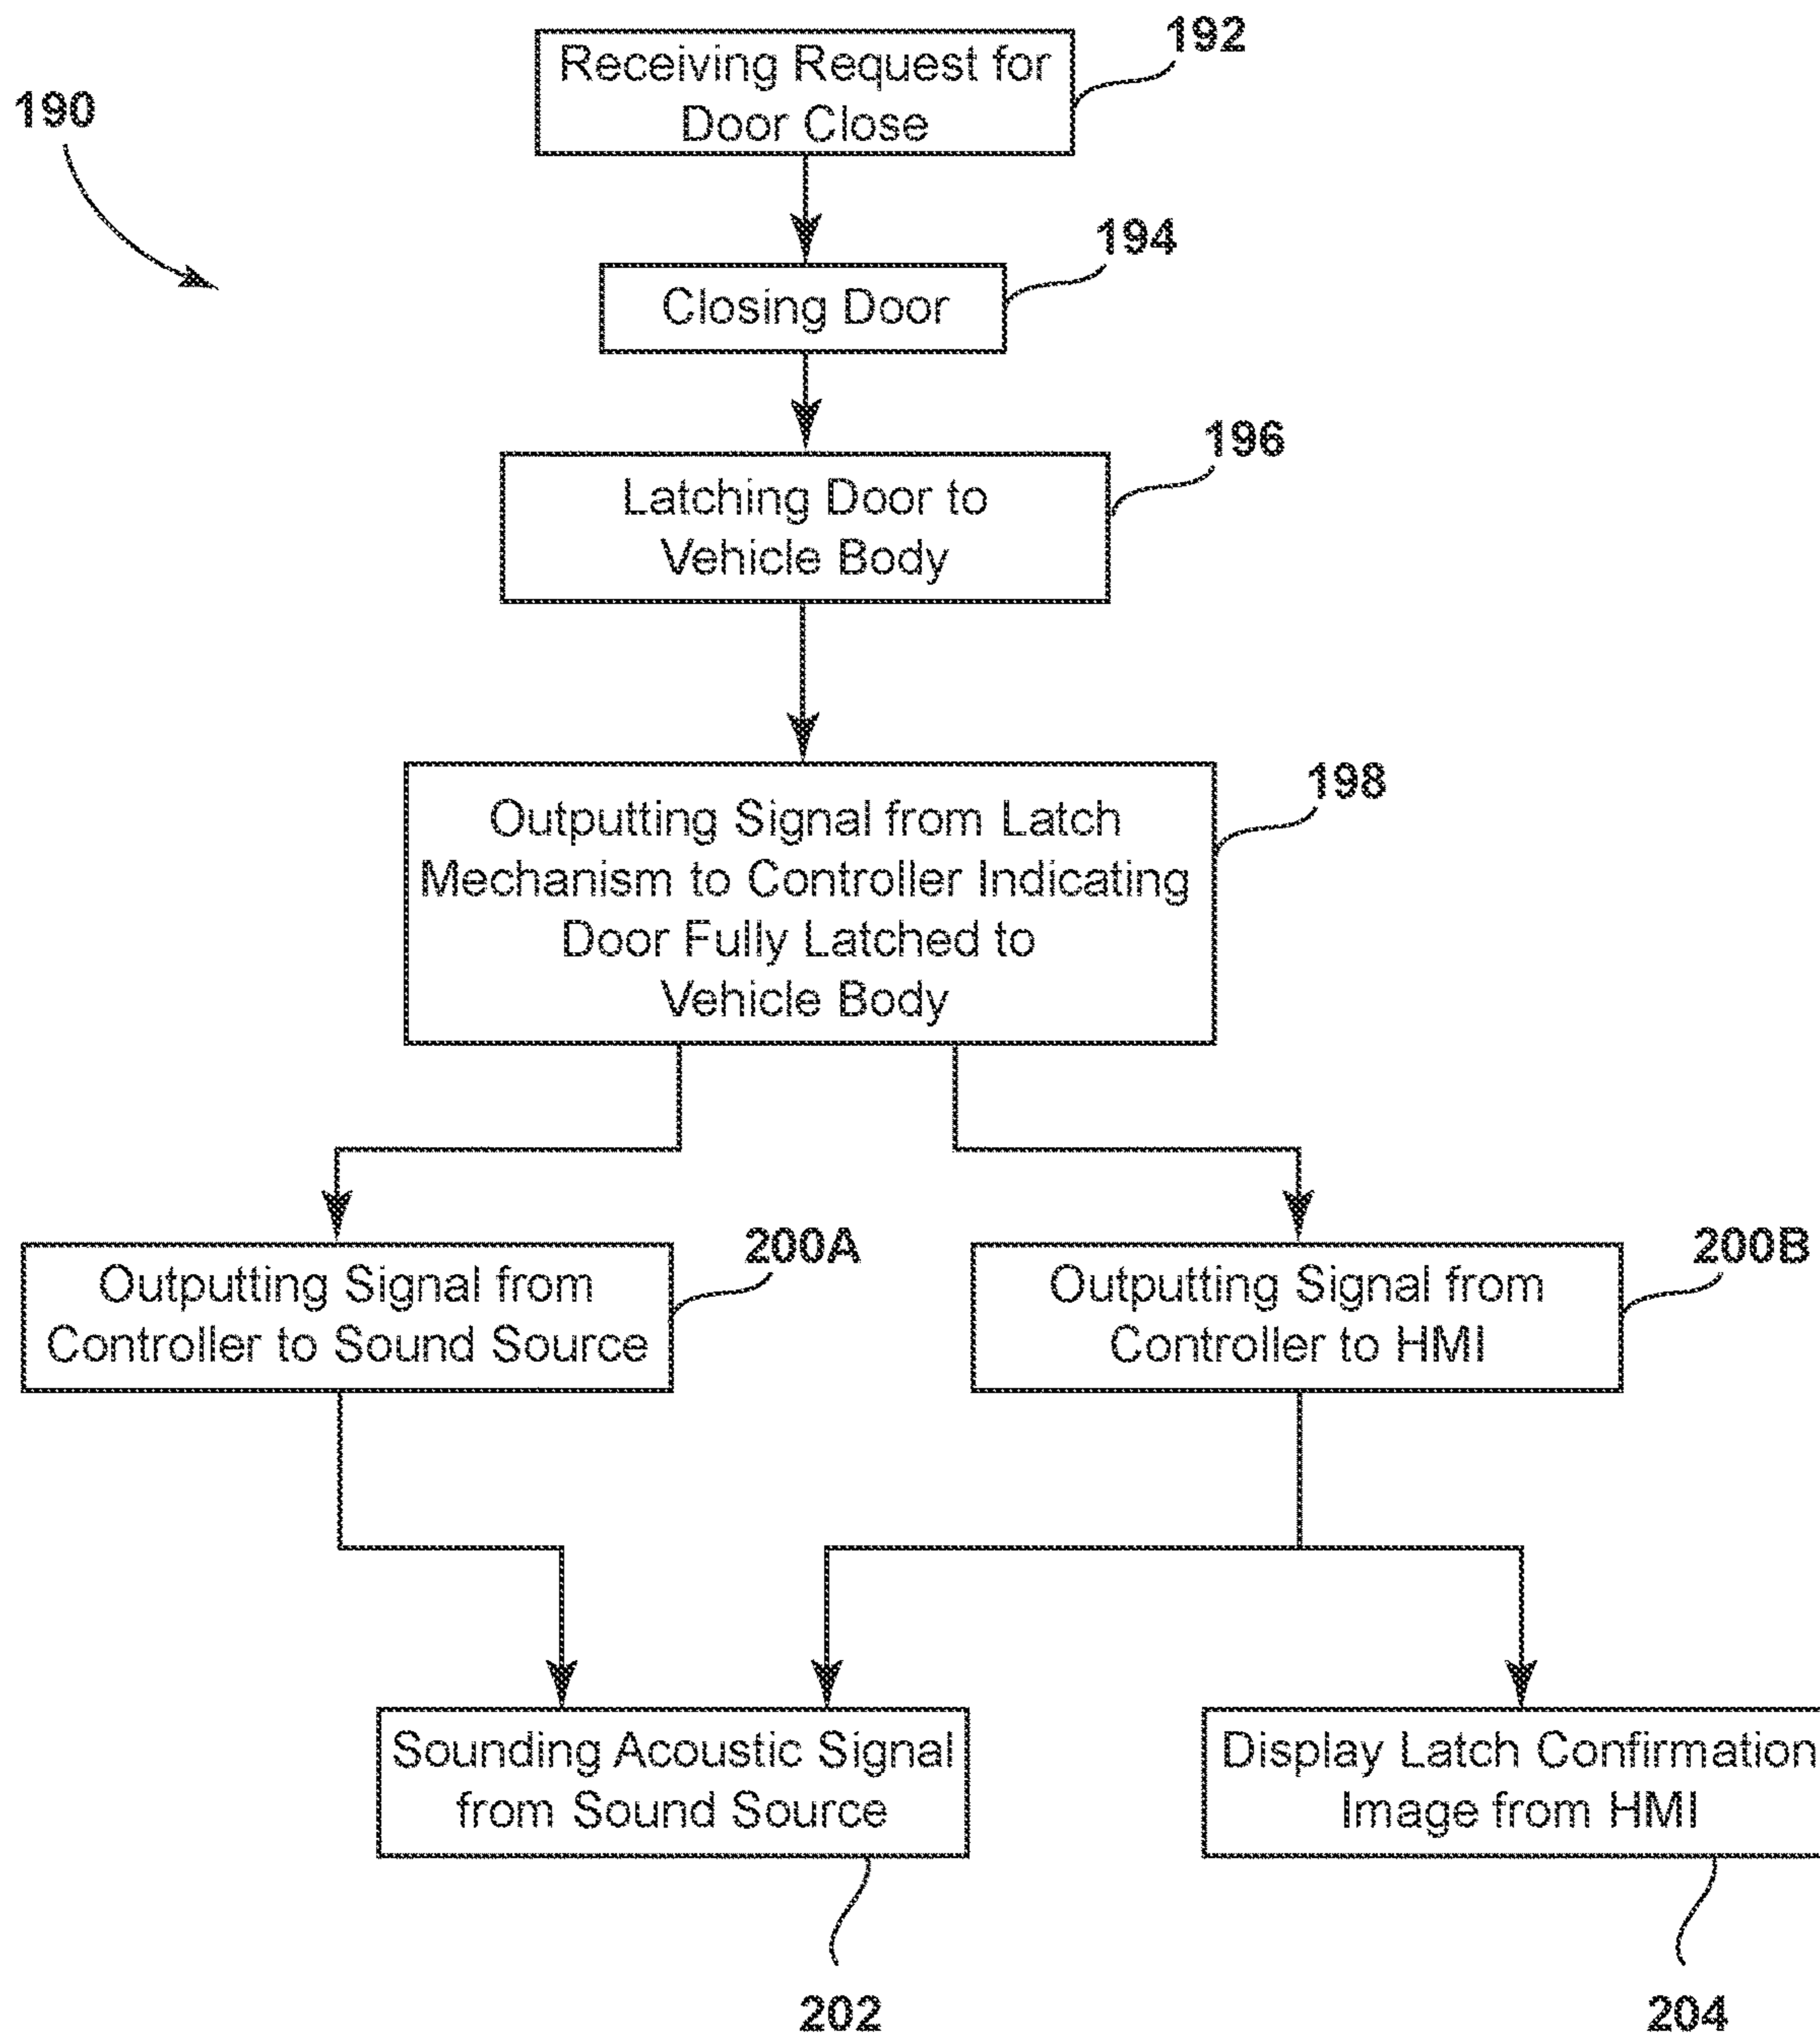 192
Receiving Request for
Door Close
190
194
Closing Door
196
Latching Door to
Vehicle Body
198
Outputting Signal from Latch
Mechanism to Controller Indicating
Door Fully Latched to
Vehicle Body
200A
Outputting Signal from
Controller to Sound Source
200B
Outputting Signal from
Controller to HMI
Sounding Acoustic Signal
from Sound Source
Display Latch Confirmation
Image from HMI
202
204